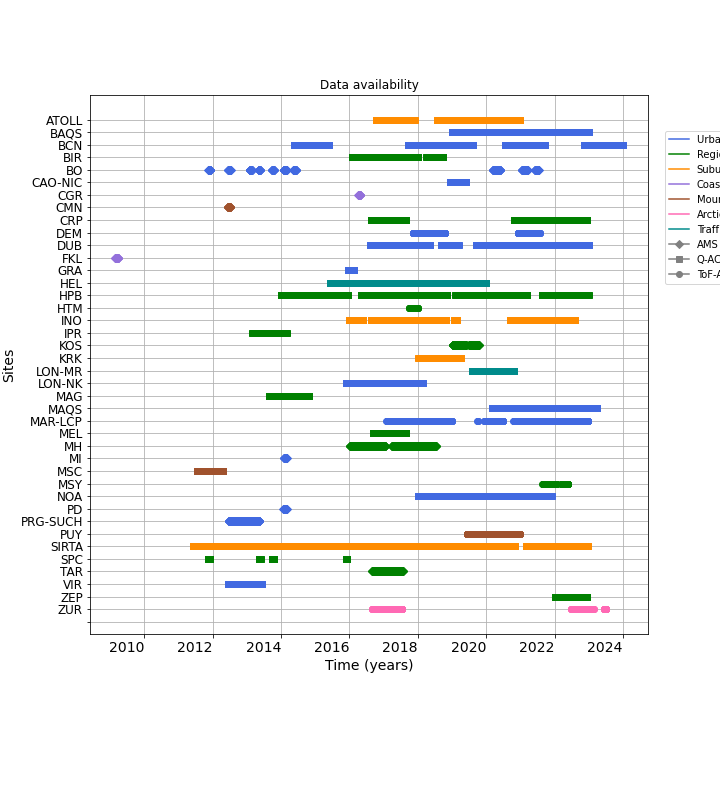 Data availability
ATOLL
BAQS
BCN
BIR
BO
CAO-NIC
CGR
CMN
CRP
DEM
DUB
FKL
GRA
HEL
HPB
HTM
INO
IPR
KOS
KRK
LON-MR
LON-NK
MAG
MAQS
MAR-LCP
MEL
MH
MI
MSC
MSY
NOA
PD
PRG-SUCH
PUY
SIRTA
SPC
TAR
VIR
ZEP
ZUR
Sites
2010 2012 2014 2016 2018 2020 2022 2024
Time (years)
Urba
Regi
Subu
Coas
Mour
Arcti
Traff
AMS
Q-AC
ToF-A